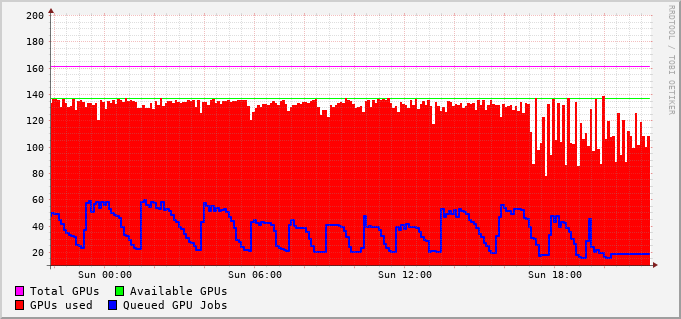 200
180
160
140
120
100
80
60
40
20
Sun 00:00 Sun 06:00 Sun 12:00 Sun 18:00
Total GPUs Available GPUs
GPUs used Queued GPU Jobs
RRDTOOL / TOBI OETIKER